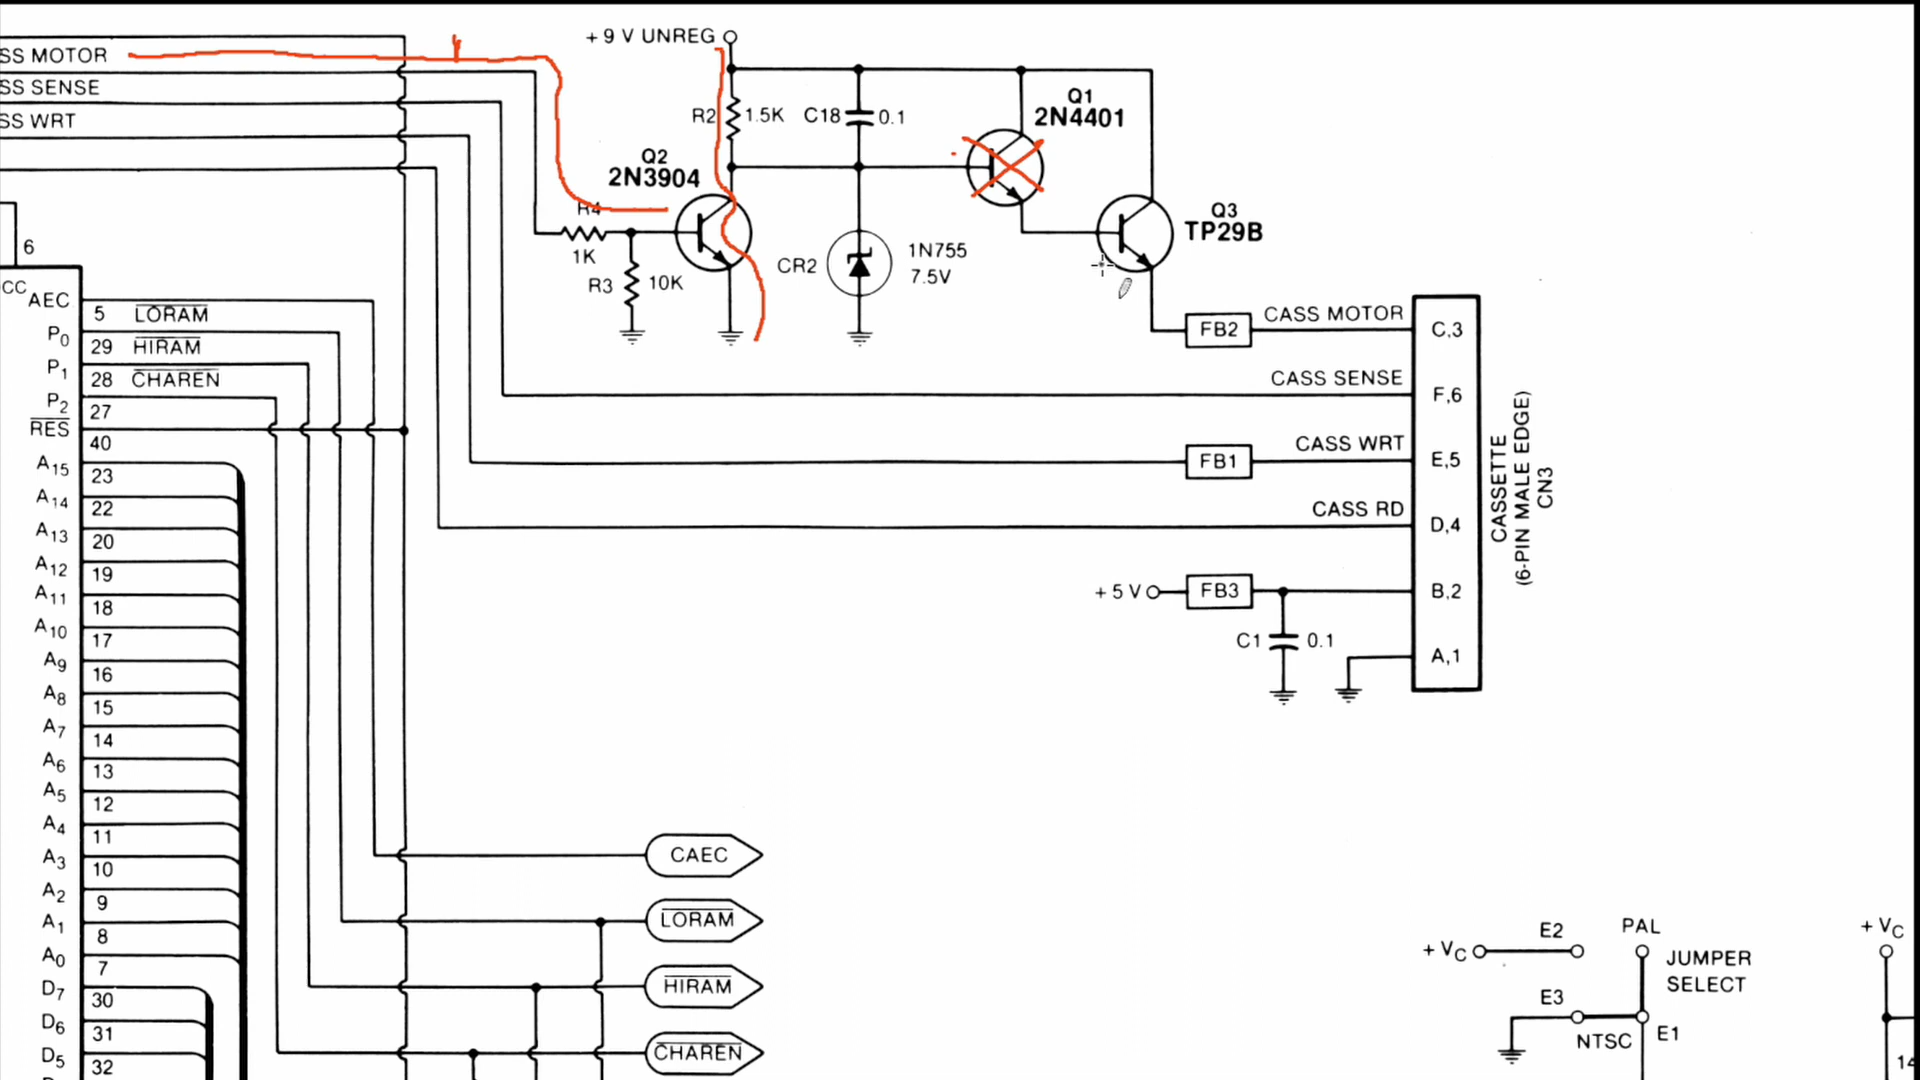 SS MOTOR
SS SENSE
SS WRT
+ 9 V UNREG
R2
1.5K
C18
0.1
Q1
2N4401
Q2
2N3904
R4
1K
R3
10K
CR2
1N755
7.5V
Q3
TP29B
FB2
CASS MOTOR
C,3
CASS SENSE
F,6
FB1
CASS WRT
E,5
CASS RD
D,4
+ 5 V
FB3
B,2
C1
0.1
A,1
CASSETTE
(6-PIN MALE EDGE)
CN3
6
CC
AEC
5
LORAM
P0
29
HIRAM
P1
28
CHAREN
P2
27
RES
40
A15
23
A14
22
A13
20
A12
19
A11
18
A10
17
A9
16
A8
15
A7
14
A6
13
A5
12
A4
11
A3
10
A2
9
A1
8
A0
7
D7
30
D6
31
D5
32
CAEC
LORAM
HIRAM
CHAREN
+ VC
E2
PAL
JUMPER
SELECT
E3
NTSC
E1
+ VC
14